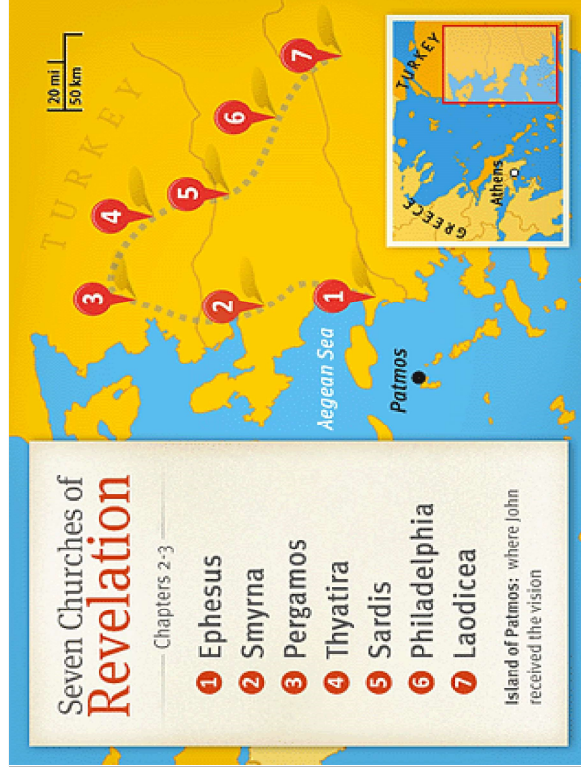 Seven Churches of
Revelation
Chapters 2-3
1 Ephesus
2 Smyrna
3 Pergamos
4 Thyatira
5 Sardis
6 Philadelphia
7 Laodicea
Island of Patmos: where John
received the vision
TURKEY
20 mi
50 km
1
2
3
4
5
6
7
Aegean Sea
Patmos
GREECE
TURKEY
Athens